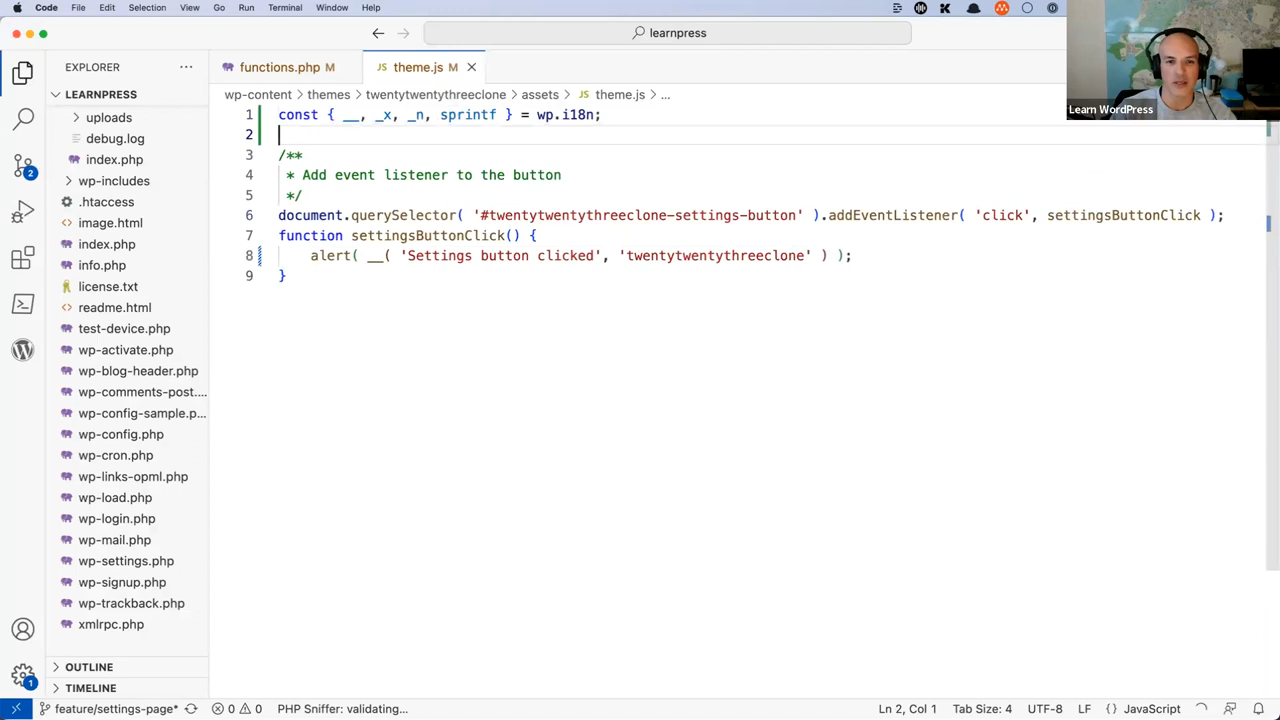 Code File Edit Selection View Go Run Terminal Window Help
learnpress
Learn WordPress
EXPLORER
functions.php M
JS theme.js M
LEARNPRESS
wp-content > themes > twentytwentythreeclone > assets > JS theme.js > ...
uploads
debug.log
index.php
wp-includes
.htaccess
image.html
index.php
info.php
license.txt
readme.html
test-device.php
wp-activate.php
wp-blog-header.php
wp-comments-post....
wp-config-sample.p...
wp-config.php
wp-cron.php
wp-links-opml.php
wp-load.php
wp-login.php
wp-mail.php
wp-settings.php
wp-signup.php
wp-trackback.php
xmlrpc.php
OUTLINE
TIMELINE
1 const { __, _x, _n, sprintf } = wp.i18n;
2
3 /**
4 * Add event listener to the button
5 */
6 document.querySelector( '#twentytwentythreeclone-settings-button' ).addEventListener( 'click', settingsButtonClick );
7 function settingsButtonClick() {
8 alert( __( 'Settings button clicked', 'twentytwentythreeclone' ) );
9 }
2
1
feature/settings-page* 0 0 PHP Sniffer: validating... Ln 2, Col 1 Tab Size: 4 UTF-8 LF {} JavaScript